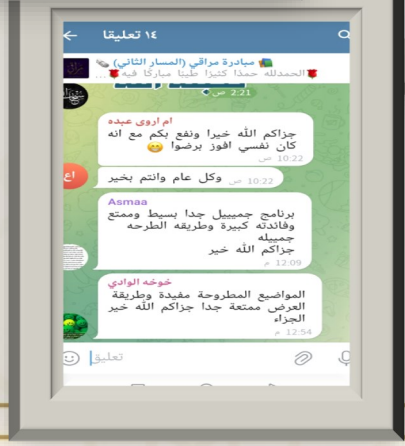 ١٤ تعليقا
مبادرة مراقي (المسار الثاني)
الحمدلله حمدًا كثيرًا طيبًا مباركًا فيه...
2:21 ص
ام اروى عبده
جزاكم الله خيرا ونفع بكم مع انه
كان نفسي افوز برضوا
10:22 ص
وكل عام وانتم بخير 10:22 ص
اع
Asmaa
برنامج جمييييل جدا بسيط وممتع
وفائدته كبيرة وطريقه الطرحه
جمييله
جزاكم الله خير
12:09 م
خوخه الوادي
المواضيع المطروحة مفيدة وطريقة
العرض ممتعة جدا جزاكم الله خير
الجزاء
12:54 م
تعليق